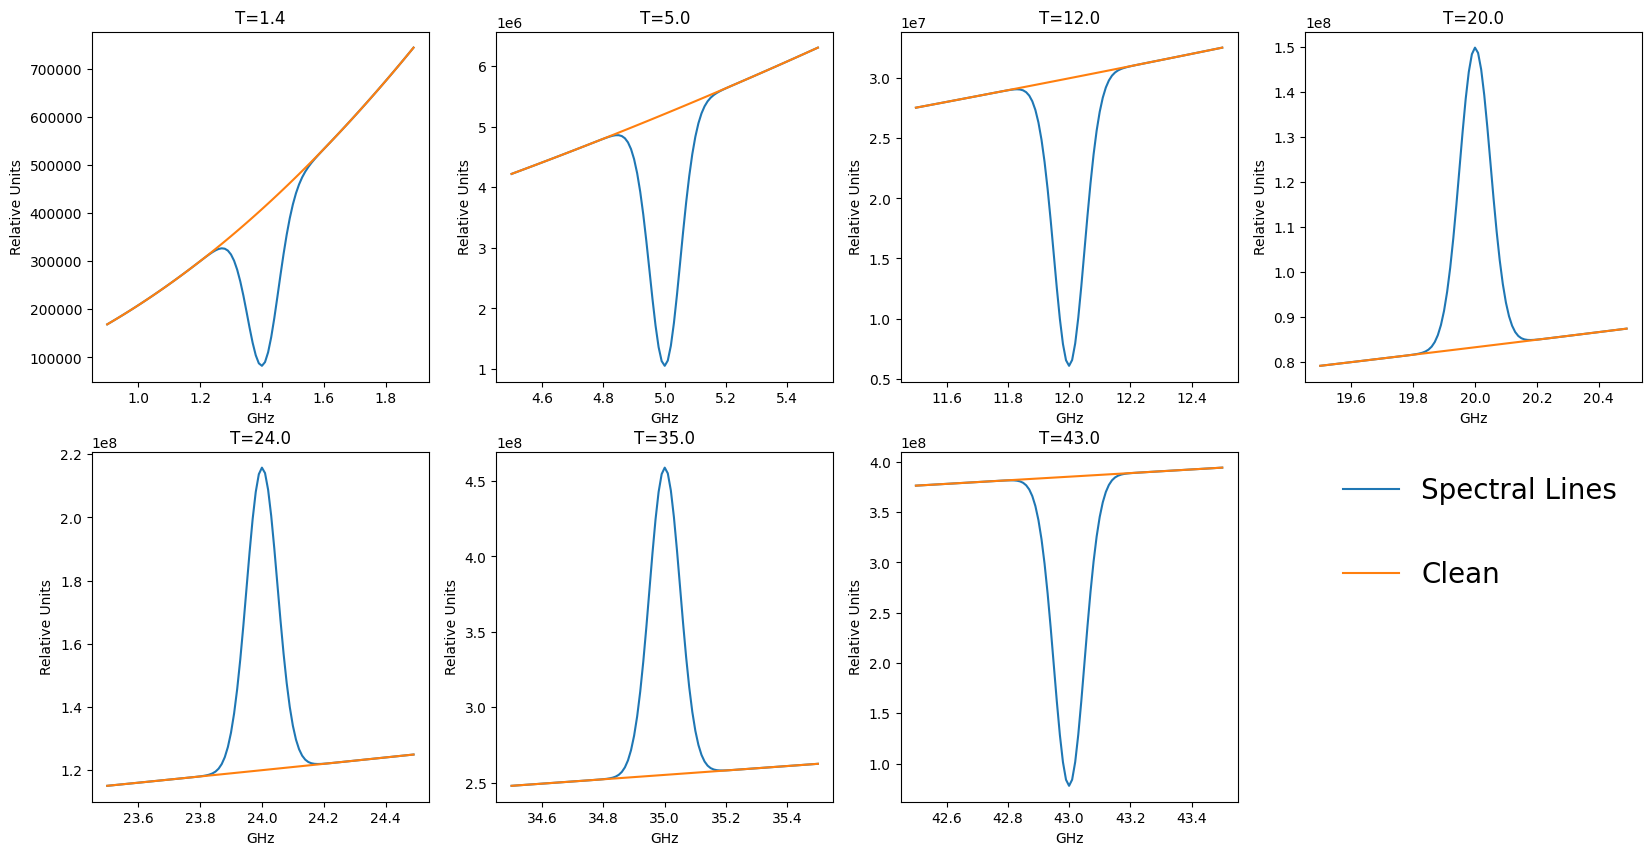 T=1.4
Relative Units
700000
600000
500000
400000
300000
200000
100000
1.0 1.2 1.4 1.6 1.8
GHz
T=5.0
1e6
Relative Units
6
5
4
3
2
1
4.6 4.8 5.0 5.2 5.4
GHz
T=12.0
1e7
Relative Units
3.0
2.5
2.0
1.5
1.0
0.5
11.6 11.8 12.0 12.2 12.4
GHz
T=20.0
1e8
Relative Units
1.5
1.4
1.3
1.2
1.1
1.0
0.9
0.8
19.6 19.8 20.0 20.2 20.4
GHz
T=24.0
1e8
Relative Units
2.2
2.0
1.8
1.6
1.4
1.2
23.6 23.8 24.0 24.2 24.4
GHz
T=35.0
1e8
Relative Units
4.5
4.0
3.5
3.0
2.5
34.6 34.8 35.0 35.2 35.4
GHz
T=43.0
1e8
Relative Units
4.0
3.5
3.0
2.5
2.0
1.5
1.0
42.6 42.8 43.0 43.2 43.4
GHz
Spectral Lines
Clean